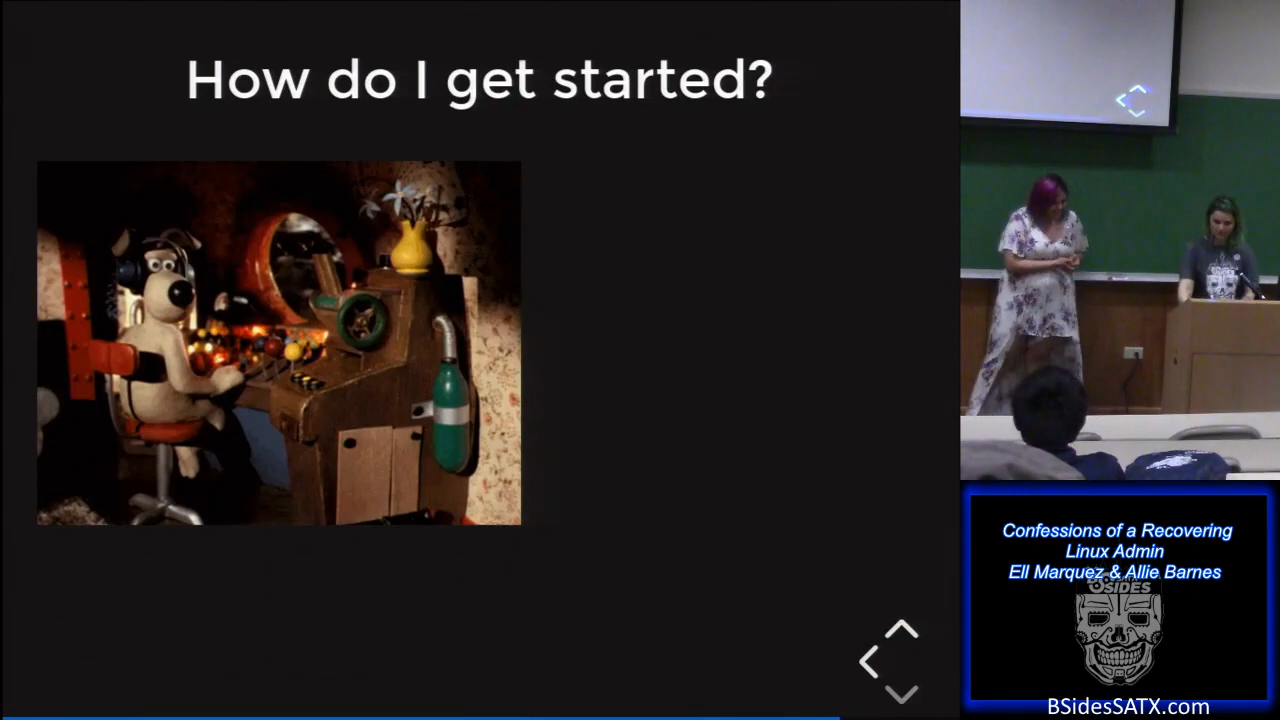 How do I get started?
Confessions of a Recovering
Linux Admin
Ell Marquez & Allie Barnes
BSIDES
BSidesSATX.com